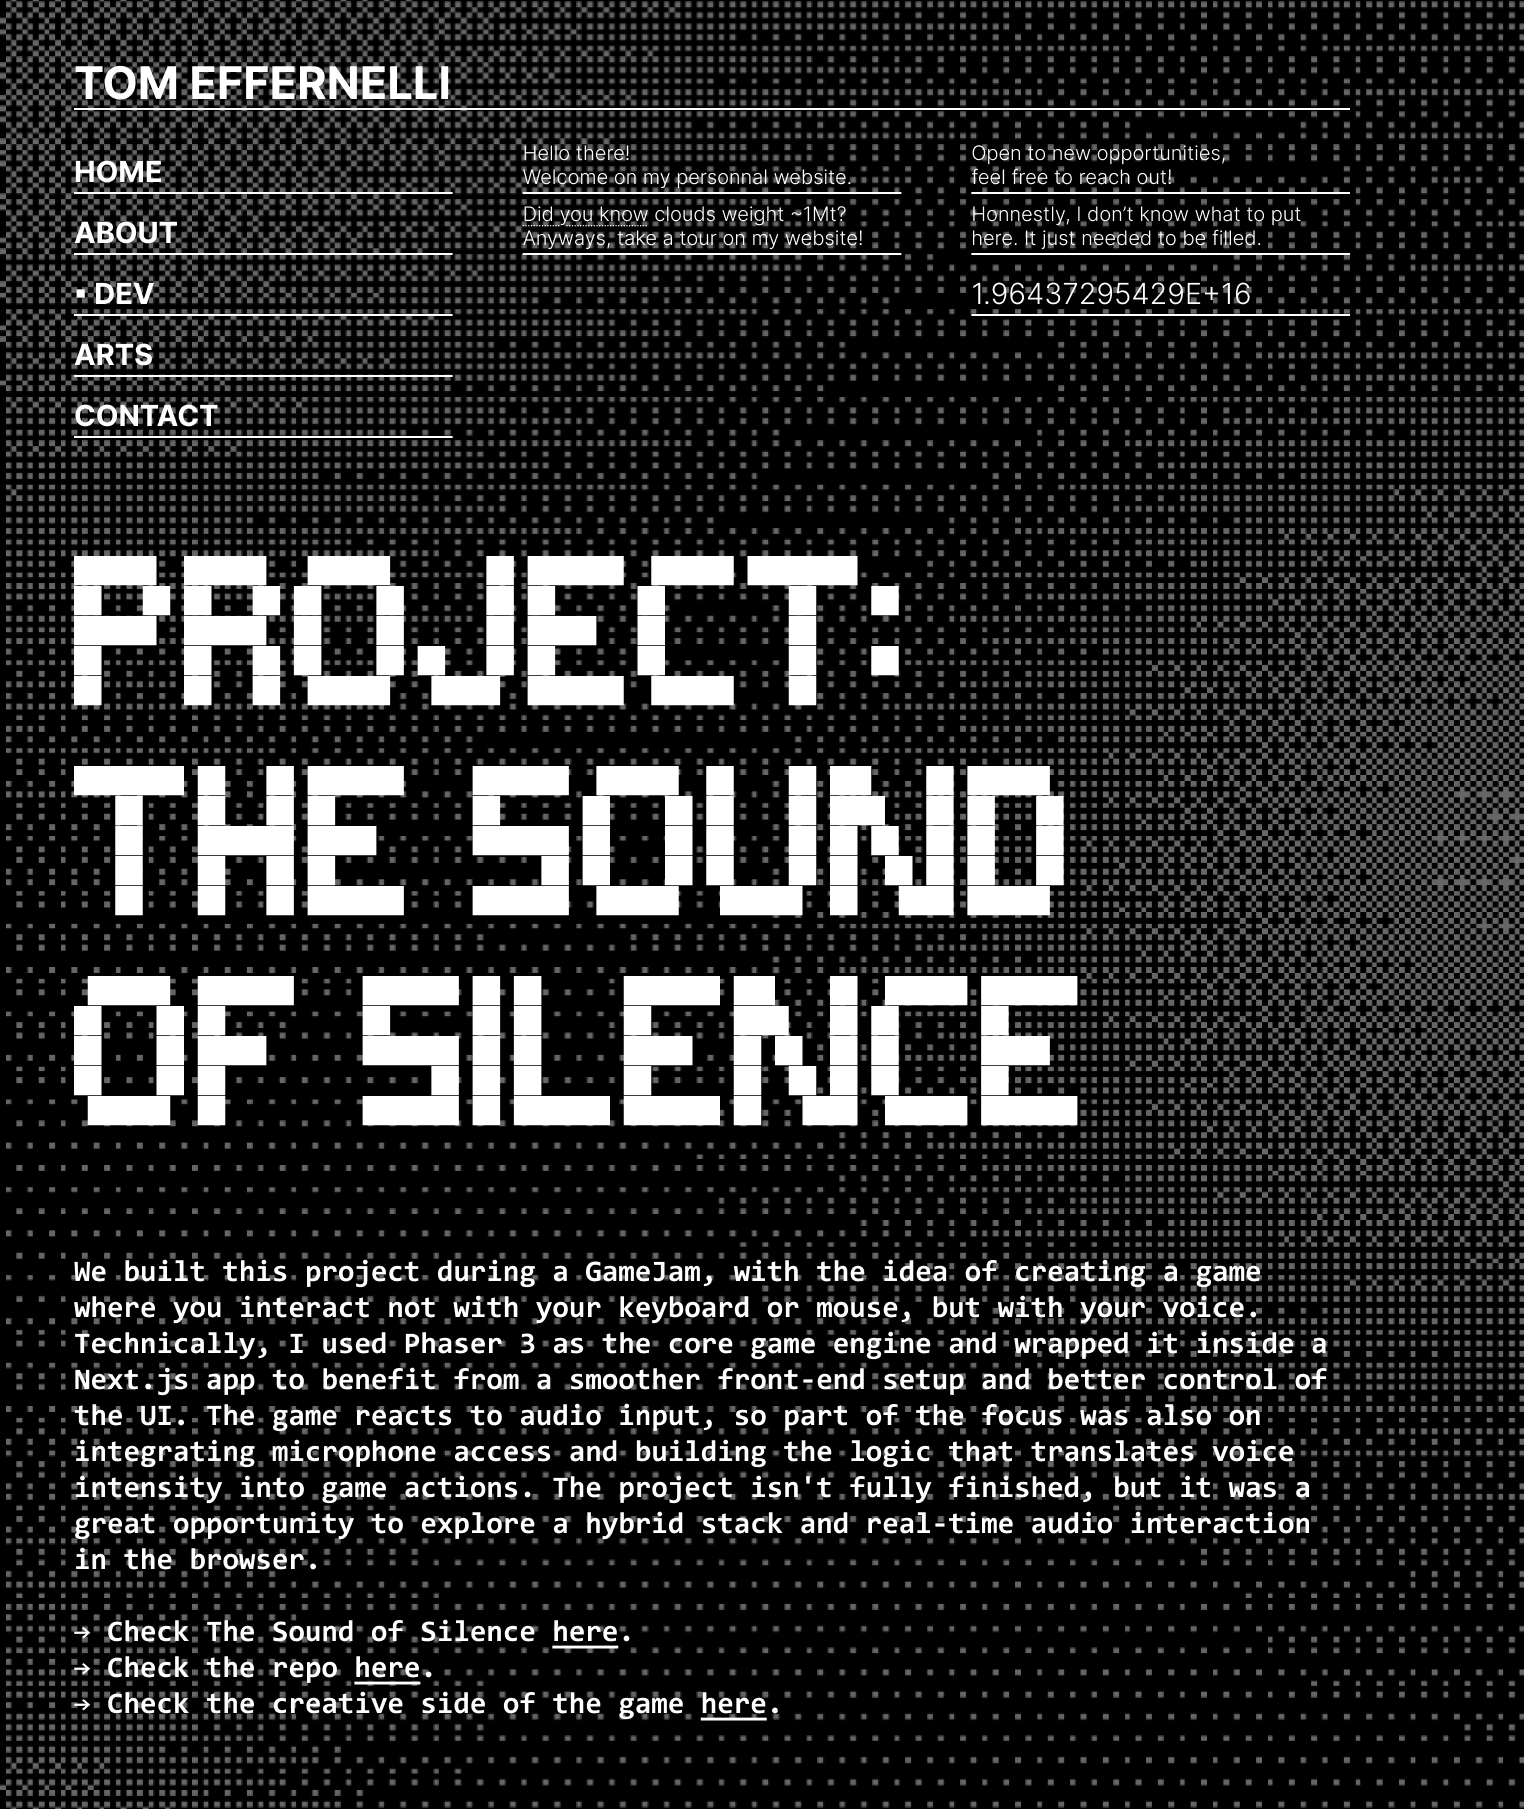 TOM EFFERNELLI
HOME
ABOUT
▪ DEV
ARTS
CONTACT
Hello there!
Welcome on my personnal website.
Did you know clouds weight ~1Mt?
Anyways, take a tour on my website!
Open to new opportunities,
feel free to reach out!
Honnestly, I don’t know what to put
here. It just needed to be filled.
1.96437295429E+16
PROJECT:
THE SOUND
OF SILENCE
We built this project during a GameJam, with the idea of creating a game
where you interact not with your keyboard or mouse, but with your voice.
Technically, I used Phaser 3 as the core game engine and wrapped it inside a
Next.js app to benefit from a smoother front-end setup and better control of
the UI. The game reacts to audio input, so part of the focus was also on
integrating microphone access and building the logic that translates voice
intensity into game actions. The project isn't fully finished, but it was a
great opportunity to explore a hybrid stack and real-time audio interaction
in the browser.
→ Check The Sound of Silence here.
→ Check the repo here.
→ Check the creative side of the game here.